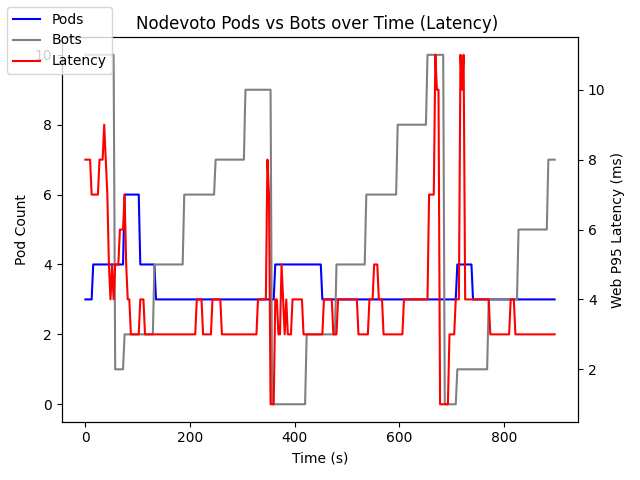 Nodevoto Pods vs Bots over Time (Latency)
Pods
Bots
Latency
10
8
6
4
2
0
Pod Count
10
8
6
4
2
Web P95 Latency (ms)
0 200 400 600 800
Time (s)